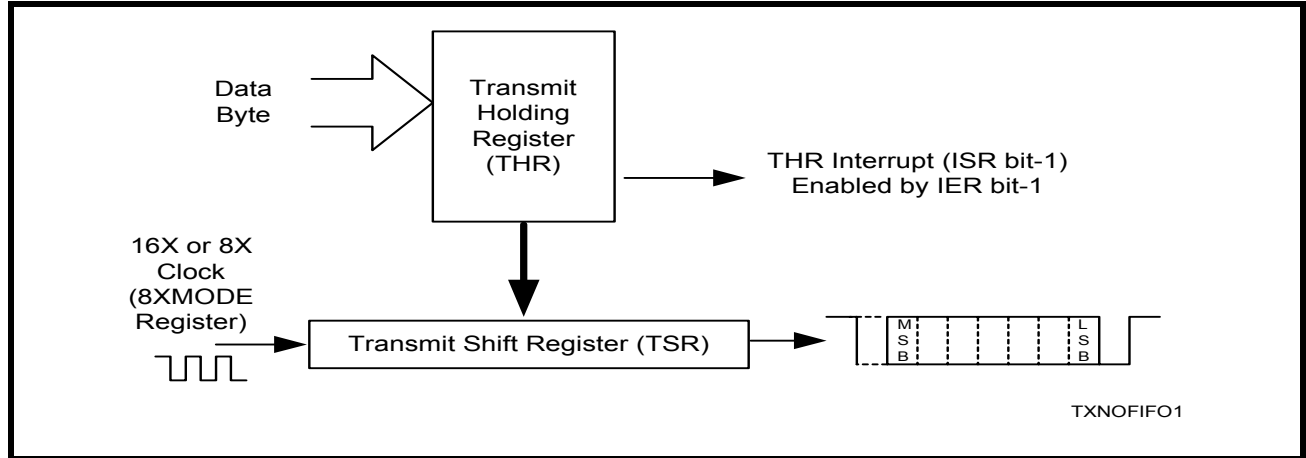 Data
Byte
Transmit
Holding
Register
(THR)
THR Interrupt (ISR bit-1)
Enabled by IER bit-1
16X or 8X
Clock
(8XMODE
Register)
Transmit Shift Register (TSR)
M
S
B
L
S
B
TXNOFIFO1